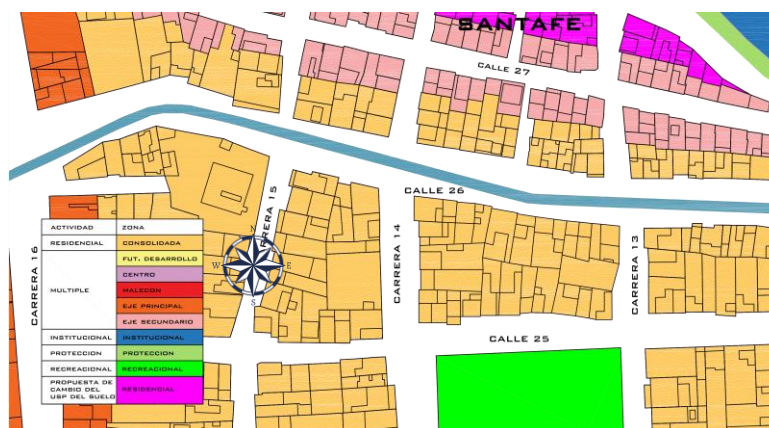 SANTAFE
CALLE 27
CALLE 26
CARRERA 15
CARRERA 14
CARRERA 13
CARRERA 16
CALLE 25
N
W E
S
ACTIVIDAD ZONA
RESIDENCIAL CONSOLIDADA
FUT. DESARROLLO
CENTRO
MULTIPLE MALECON
EJE PRINCIPAL
EJE SECUNDARIO
INSTITUCIONAL INSTITUCIONAL
PROTECCION PROTECCION
RECREACIONAL RECREACIONAL
PROPUESTA DE
CAMBIO DEL RESIDENCIAL
USP DEL SUELO